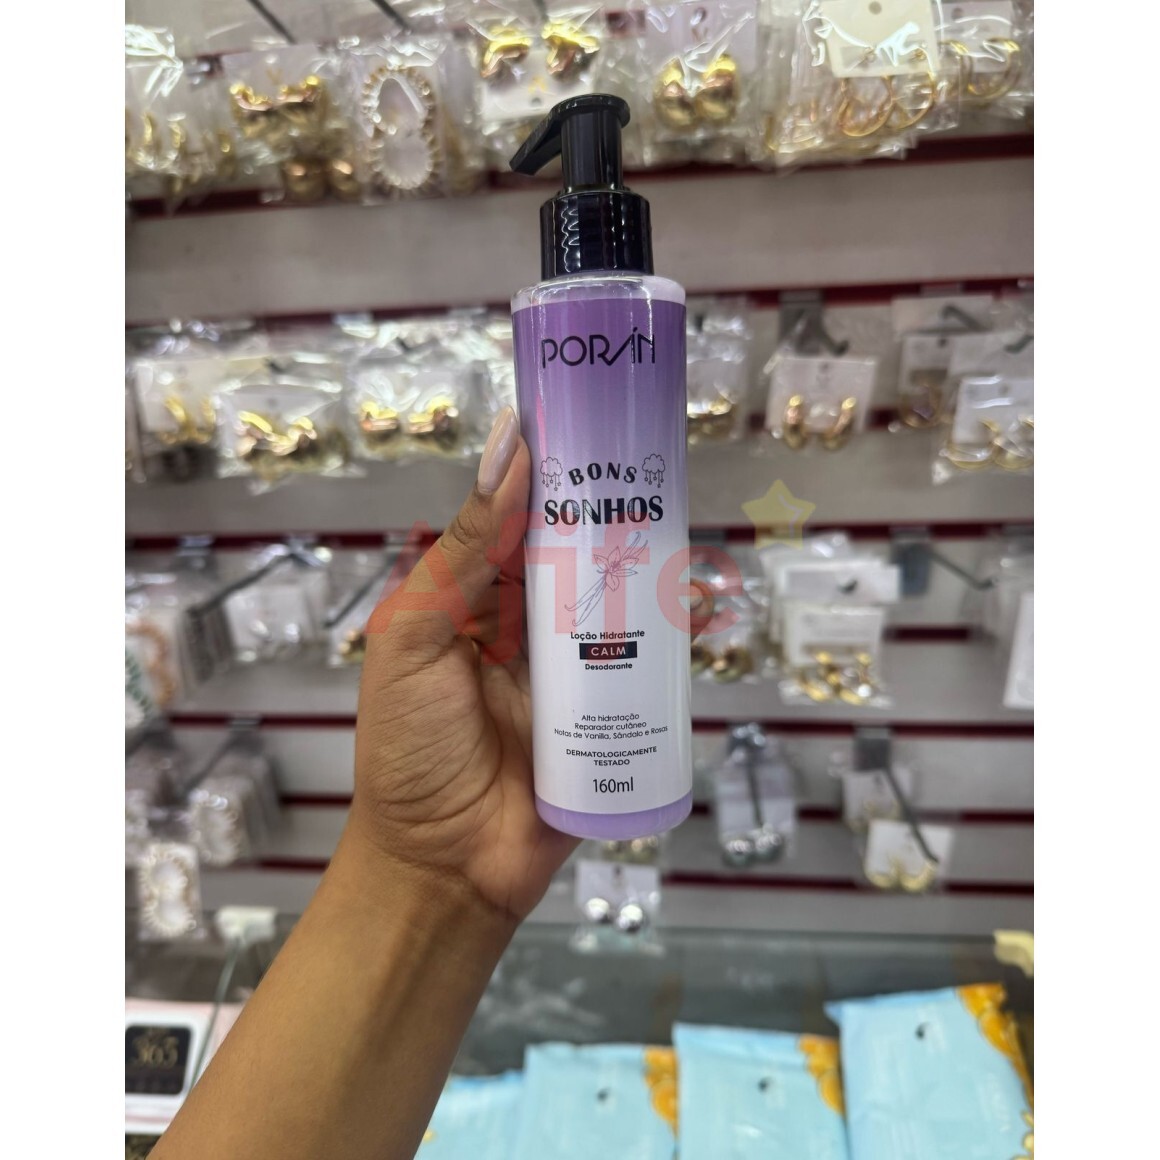 PORÁN
BONS
SONHOS
Loção Hidratante
CALM
Desodorante
Alta hidratação
Reparador cutâneo
Notas de Vanilla, Sândalo e Rosas
DERMATOLOGICAMENTE
TESTADO
160ml
Afife
365